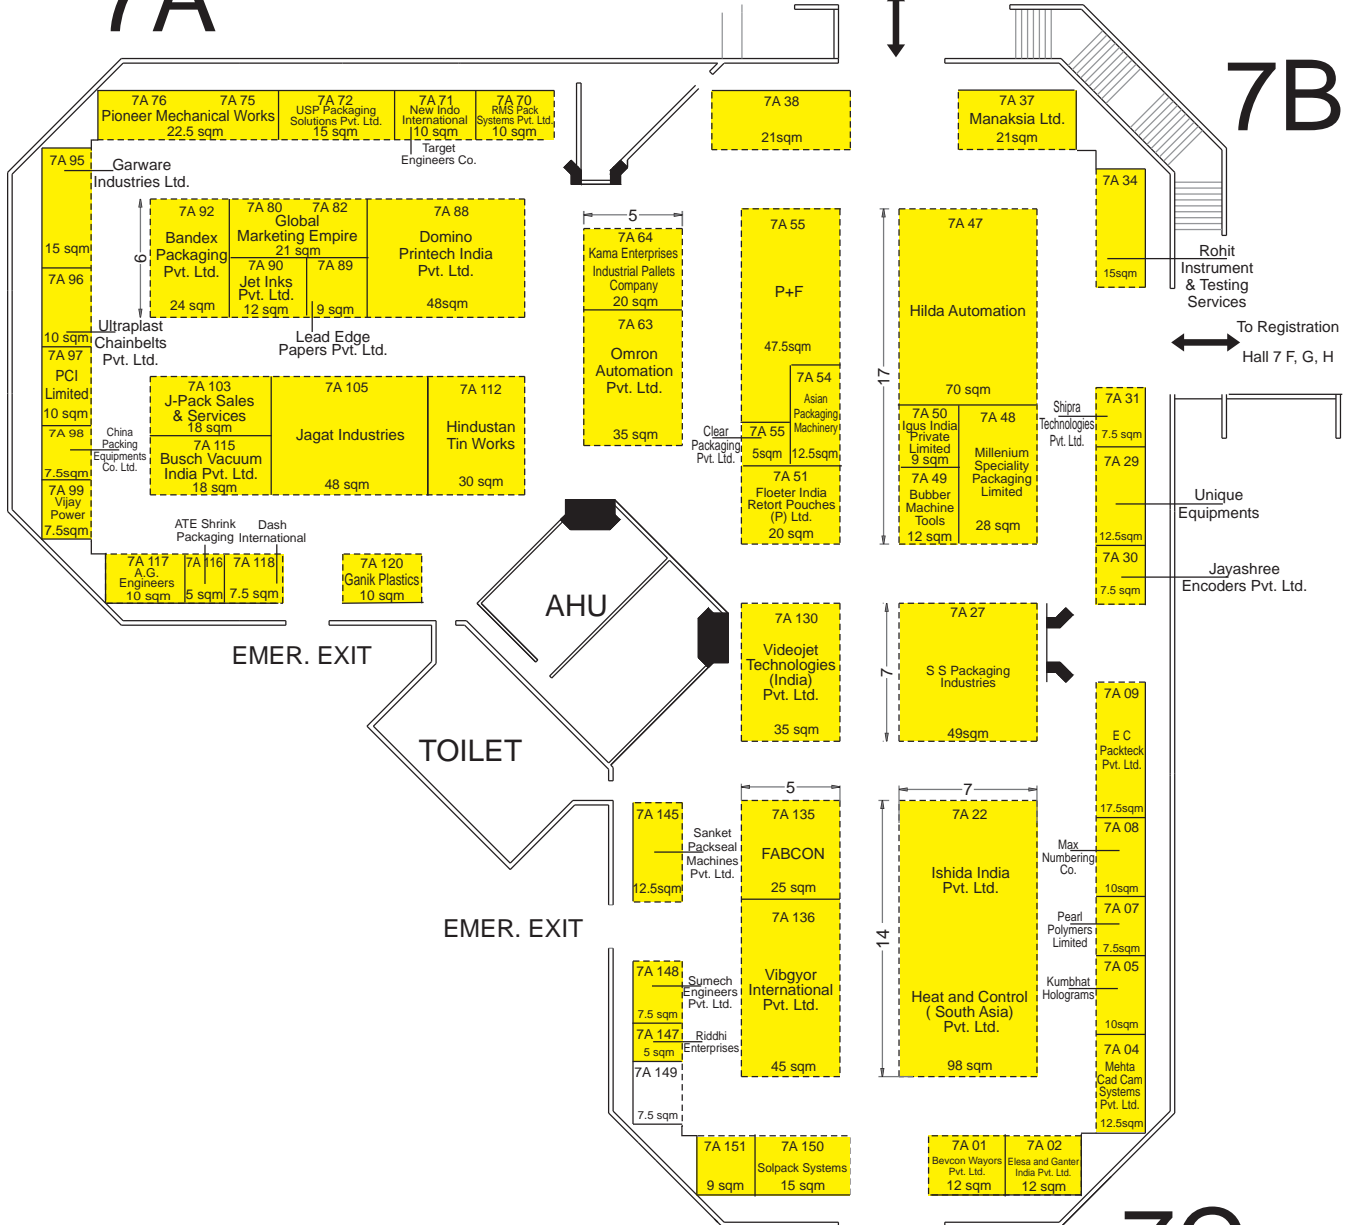 7A
7B
7A 76
7A 75
Pioneer Mechanical Works
22.5 sqm
7A 72
USP Packaging
Solutions Pvt. Ltd.
15 sqm
7A 71
New Indo
International
10 sqm
Target
Engineers Co.
7A 70
RMS Pack
Systems Pvt. Ltd.
10 sqm
7A 38
21sqm
7A 37
Manaksia Ltd.
21sqm
7A 95
Garware
Industries Ltd.
15 sqm
7A 96
10 sqm
Ultraplast
Chainbelts
Pvt. Ltd.
7A 97
PCI
Limited
10 sqm
7A 98
7.5sqm
China
Packing
Equipments
Co. Ltd.
7A 99
Vijay
Power
7.5sqm
6
7A 92
Bandex
Packaging
Pvt. Ltd.
24 sqm
7A 80
7A 82
Global
Marketing Empire
21 sqm
7A 90
Jet Inks
Pvt. Ltd.
12 sqm
7A 89
9 sqm
Lead Edge
Papers Pvt. Ltd.
7A 88
Domino
Printech India
Pvt. Ltd.
48sqm
7A 103
J-Pack Sales
& Services
18 sqm
7A 115
Busch Vacuum
India Pvt. Ltd.
18 sqm
7A 105
Jagat Industries
48 sqm
7A 112
Hindustan
Tin Works
30 sqm
5
7A 64
Kama Enterprises
Industrial Pallets
Company
20 sqm
7A 63
Omron
Automation
Pvt. Ltd.
35 sqm
7A 55
P+F
47.5sqm
7A 54
Asian
Packaging
Machinery
12.5sqm
7A 55
5sqm
Clear
Packaging
Pvt. Ltd.
7A 51
Floeter India
Retort Pouches
(P) Ltd.
20 sqm
17
7A 47
Hilda Automation
70 sqm
7A 50
Igus India
Private
Limited
9 sqm
7A 49
Bubber
Machine
Tools
12 sqm
7A 48
Millenium
Speciality
Packaging
Limited
28 sqm
7A 34
15sqm
Rohit
Instrument
& Testing
Services
To Registration
Hall 7 F, G, H
7A 31
7.5 sqm
Shipra
Technologies
Pvt. Ltd.
7A 29
12.5sqm
Unique
Equipments
7A 30
7.5 sqm
Jayashree
Encoders Pvt. Ltd.
ATE Shrink
Packaging
Dash
International
7A 117
A.G.
Engineers
10 sqm
7A 116
5 sqm
7A 118
7.5 sqm
7A 120
Ganik Plastics
10 sqm
EMER. EXIT
AHU
TOILET
7A 130
Videojet
Technologies
(India)
Pvt. Ltd.
35 sqm
7
7A 27
S S Packaging
Industries
49sqm
7A 09
E C
Packteck
Pvt. Ltd.
17.5sqm
7A 08
10sqm
Max
Numbering
Co.
7A 07
7.5sqm
Pearl
Polymers
Limited
7A 05
10sqm
Kumbhat
Holograms
7A 04
Mehta
Cad Cam
Systems
Pvt. Ltd.
12.5sqm
7A 145
12.5sqm
Sanket
Packseal
Machines
Pvt. Ltd.
5
7A 135
FABCON
25 sqm
7A 136
Vibgyor
International
Pvt. Ltd.
45 sqm
7
14
7A 22
Ishida India
Pvt. Ltd.
Heat and Control
( South Asia)
Pvt. Ltd.
98 sqm
EMER. EXIT
7A 148
7.5 sqm
Sumech
Engineers
Pvt. Ltd.
7A 147
5 sqm
Riddhi
Enterprises
7A 149
7.5 sqm
7A 151
9 sqm
7A 150
Solpack Systems
15 sqm
7A 01
Bevcon Wayors
Pvt. Ltd.
12 sqm
7A 02
Elesa and Ganter
India Pvt. Ltd.
12 sqm
7C